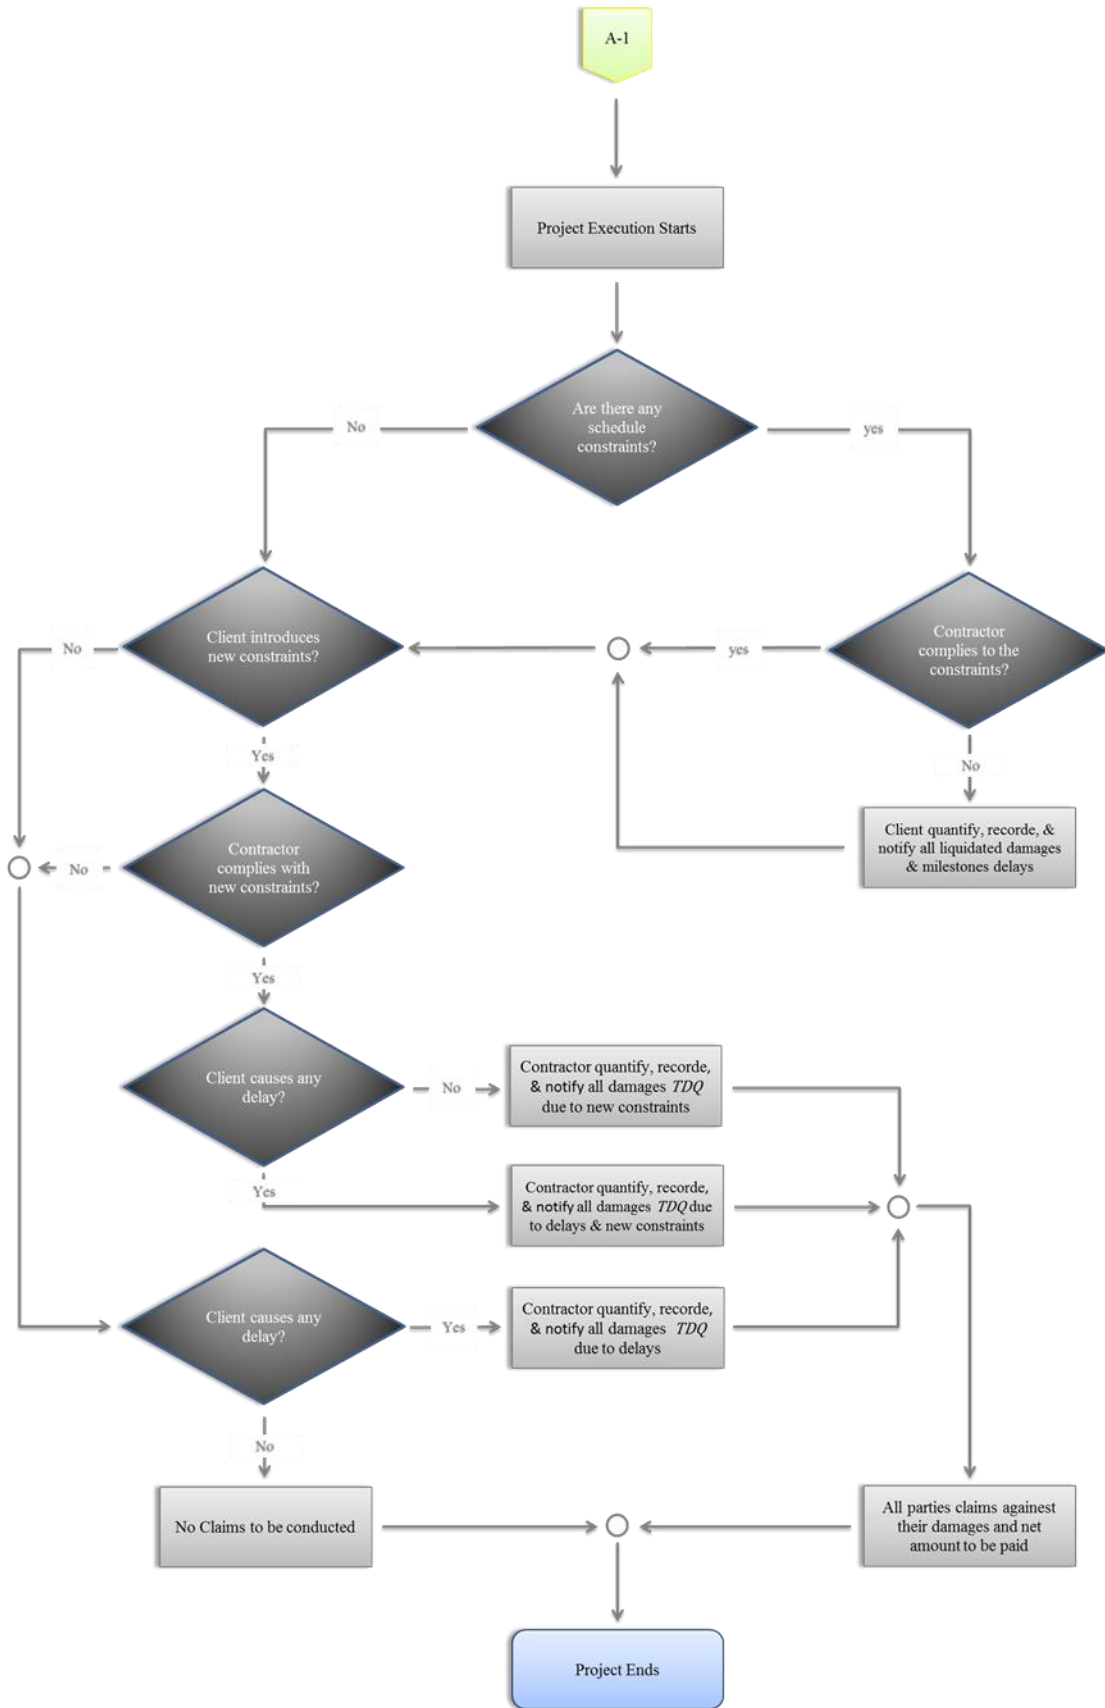 A-1
Project Execution Starts
Are there any
schedule
constraints?
No
yes
Client introduces
new constraints?
No
yes
Contractor
complies to the
constraints?
Yes
No
Contractor
complies with
new constraints?
No
Client quantify, recorde, &
notify all liquidated damages
& milestones delays
Yes
Client causes any
delay?
No
Contractor quantify, recorde,
& notify all damages TDQ
due to new constraints
Yes
Contractor quantify, recorde,
& notify all damages TDQ due
to delays & new constraints
Client causes any
delay?
Yes
Contractor quantify, recorde,
& notify all damages TDQ
due to delays
No
No Claims to be conducted
All parties claims againest
their damages and net
amount to be paid
Project Ends